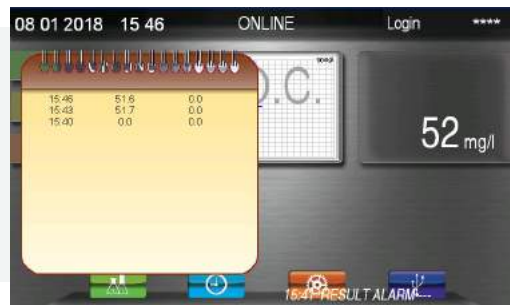 08 01 2018 15 46 ONLINE Login ****
15:46 51.6 0.0
15:43 51.7 0.0
15:40 0.0 0.0
.C.
52 mg/l
15:41 RESULT ALARM